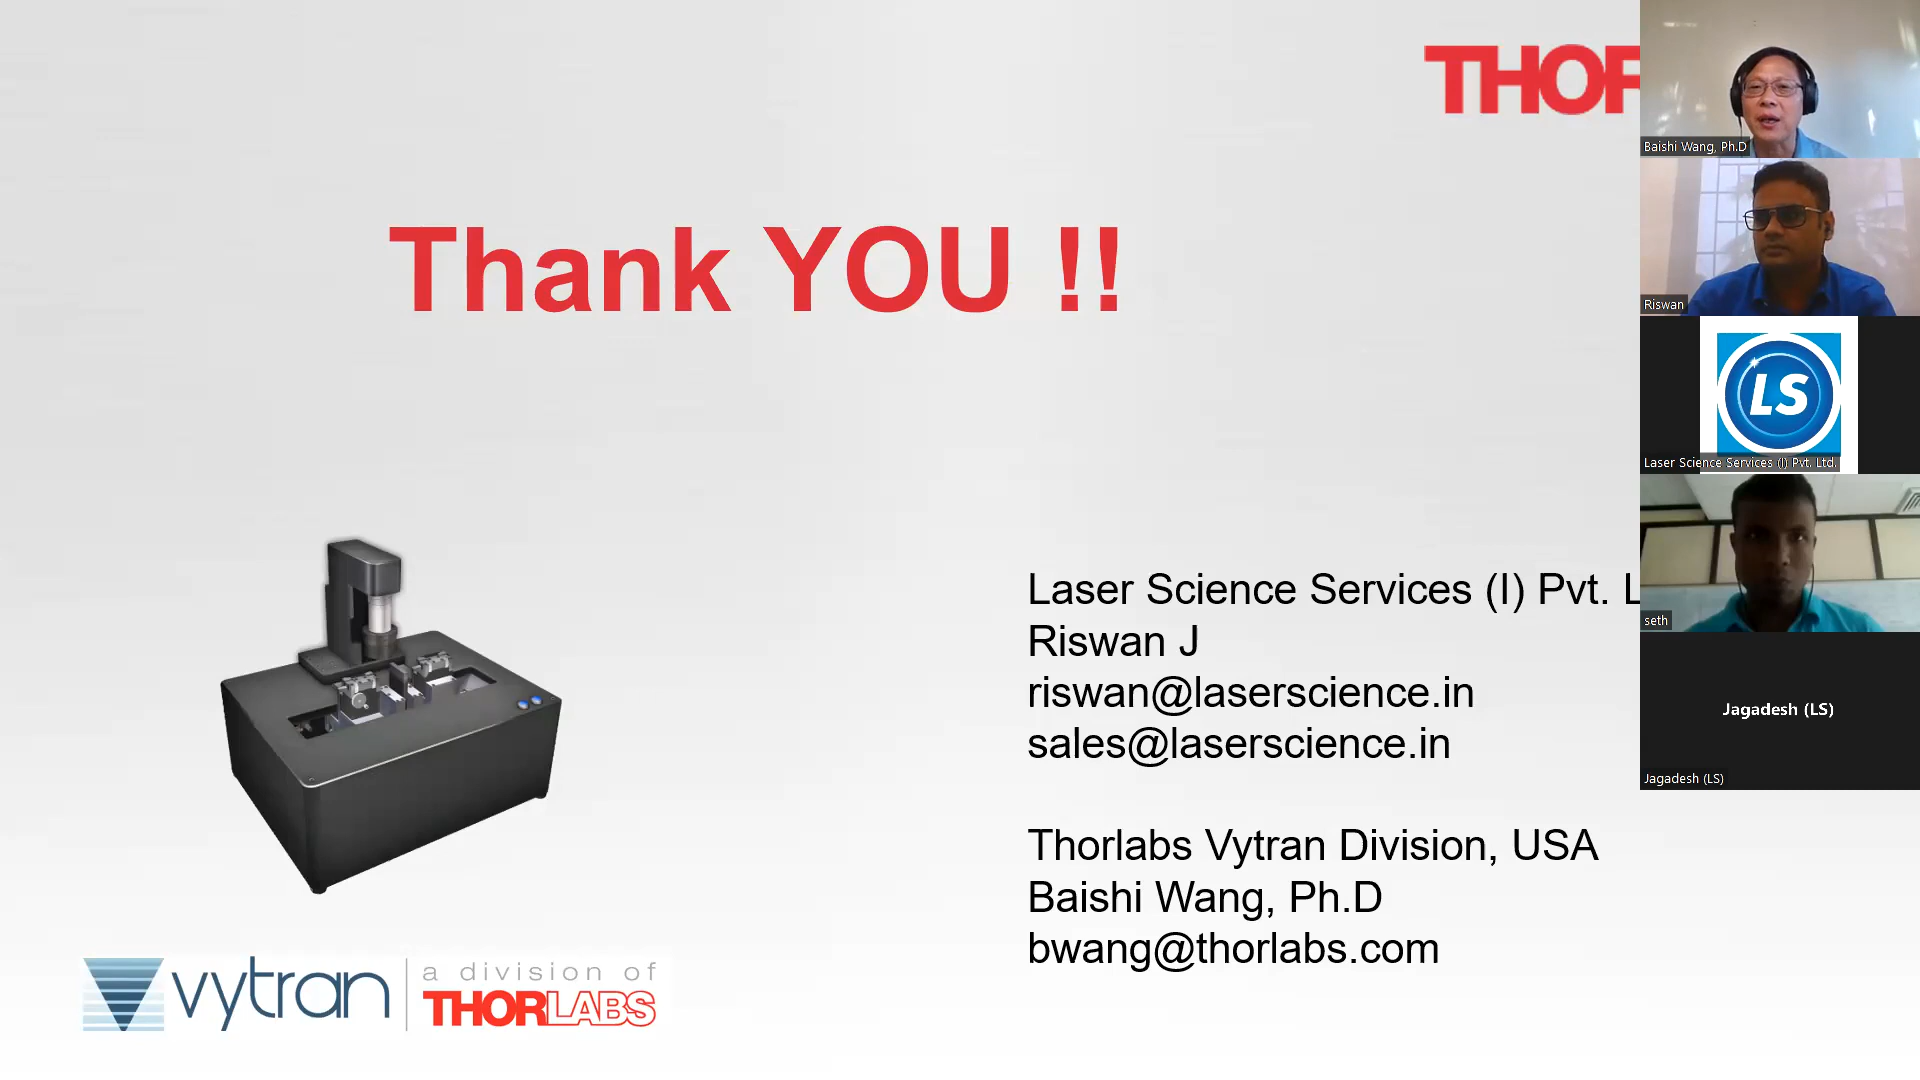 THOR
Thank YOU !!
Laser Science Services (I) Pvt. L
Riswan J
riswan@laserscience.in
sales@laserscience.in
Thorlabs Vytran Division, USA
Baishi Wang, Ph.D
bwang@thorlabs.com
vytran
a division of
THORLABS
Baishi Wang, Ph.D
Riswan
LS
Laser Science Services (I) Pvt. Ltd.
seth
Jagadesh (LS)
Jagadesh (LS)